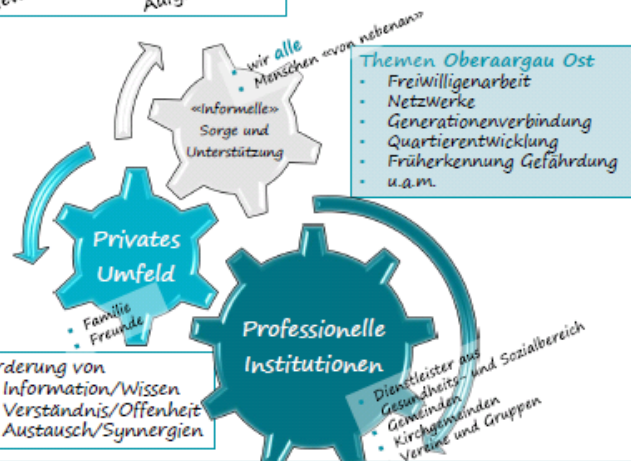 • wir alle
• Menschen «von nebenan»
Themen Oberaargau Ost
• Freiwilligenarbeit
• Netzwerke
• Generationenverbindung
• Quartierentwicklung
• Früherkennung Gefährdung
• u.a.m.
«Informelle»
Sorge und
Unterstützung
Privates
Umfeld
• Familie
• Freunde
Professionelle
Institutionen
• Dienstleister aus
Gesundheits- und Sozialbereich
• Gemeinden
• Kirchgemeinden
• Vereine und Gruppen
rderung von
Information/Wissen
Verständnis/Offenheit
Austausch/Synnergien